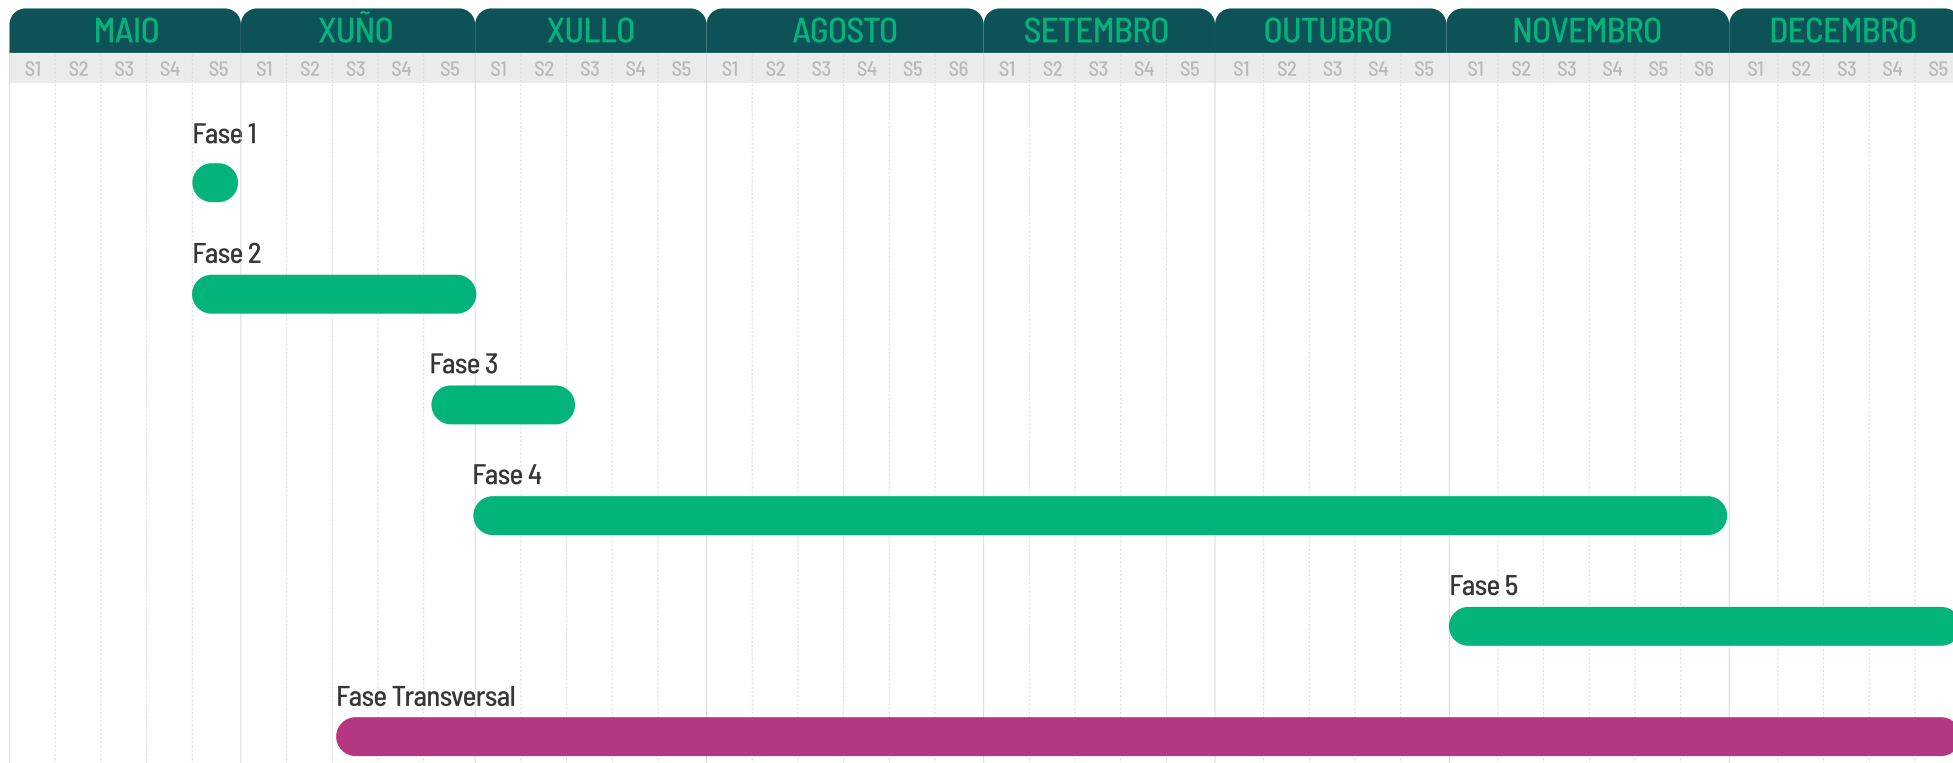 MAIO XUÑO XULLO AGOSTO SETEMBRO OUTUBRO NOVEMBRO DECEMBRO
S1 S2 S3 S4 S5 S1 S2 S3 S4 S5 S1 S2 S3 S4 S5 S1 S2 S3 S4 S5 S6 S1 S2 S3 S4 S5 S1 S2 S3 S4 S5 S1 S2 S3 S4 S5 S6 S1 S2 S3 S4 S5
Fase 1
Fase 2
Fase 3
Fase 4
Fase 5
Fase Transversal